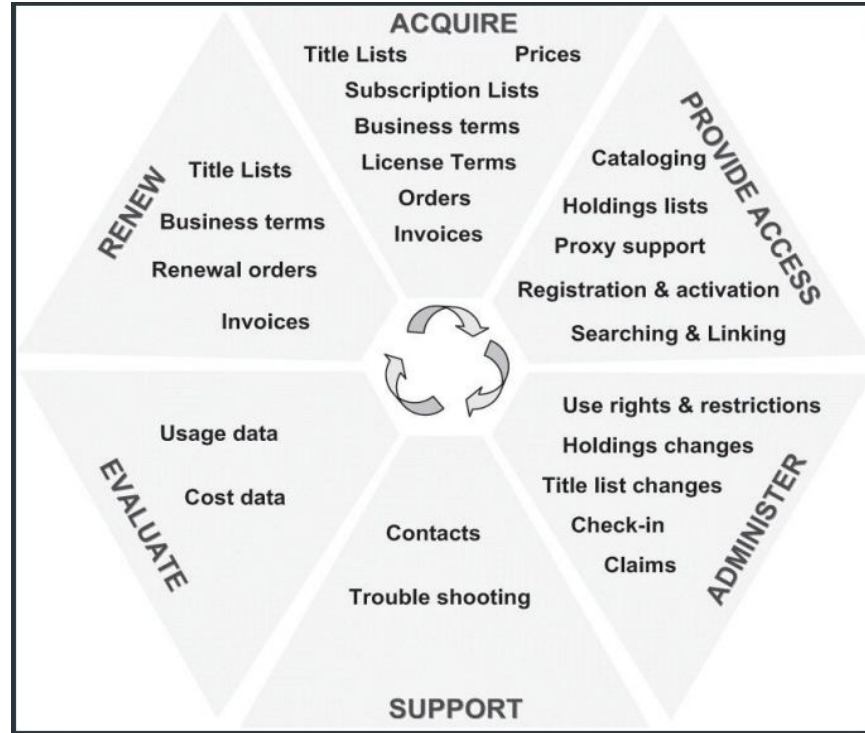 ACQUIRE
Title Lists Prices
Subscription Lists
Business terms
License Terms
Orders
Invoices
PROVIDE ACCESS
Cataloging
Holdings lists
Proxy support
Registration & activation
Searching & Linking
ADMINISTER
Use rights & restrictions
Holdings changes
Title list changes
Check-in
Claims
SUPPORT
Contacts
Trouble shooting
EVALUATE
Usage data
Cost data
RENEW
Title Lists
Business terms
Renewal orders
Invoices